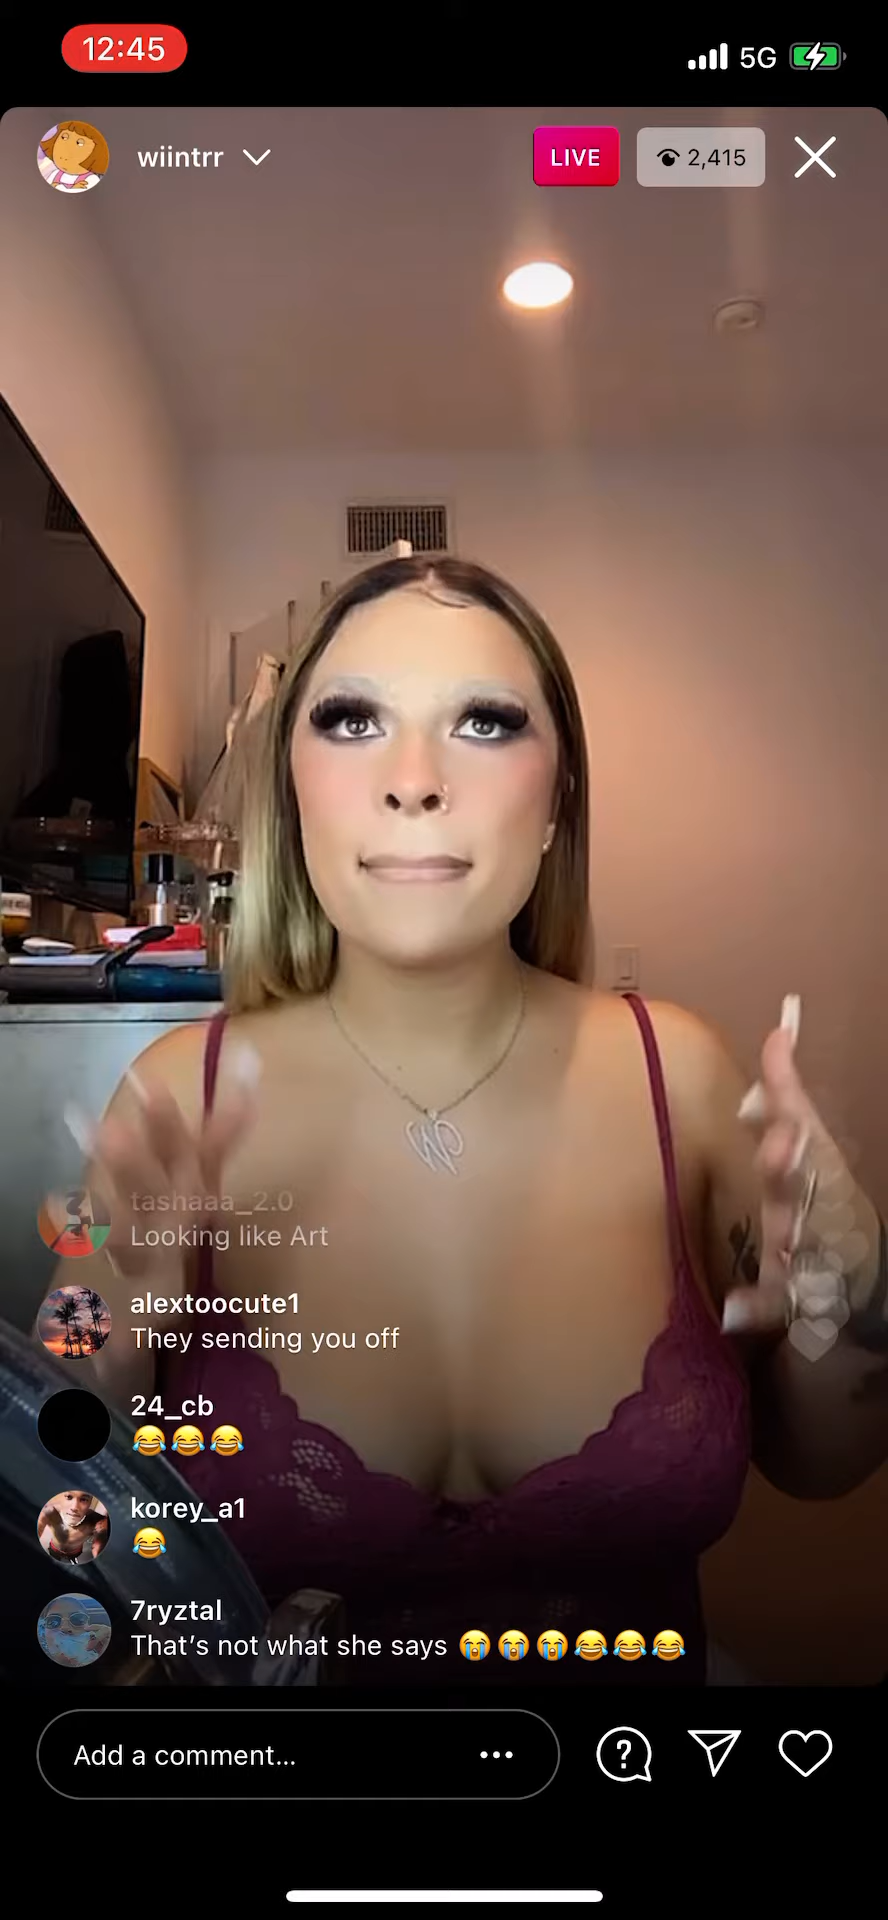 12:45
5G
wiintrr
LIVE
2,415
tashaaa_2.0
Looking like Art
alextoocute1
They sending you off
24_cb
😂😂😂
korey_a1
😂
7ryztal
That's not what she says 😭😭😭😂😂😂
Add a comment...